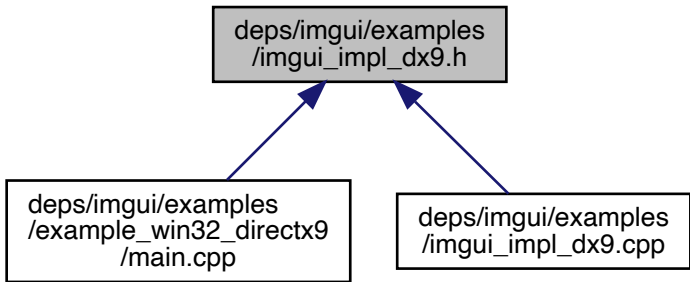 deps/imgui/examples
/imgui_impl_dx9.h
deps/imgui/examples
/example_win32_directx9
/main.cpp
deps/imgui/examples
/imgui_impl_dx9.cpp